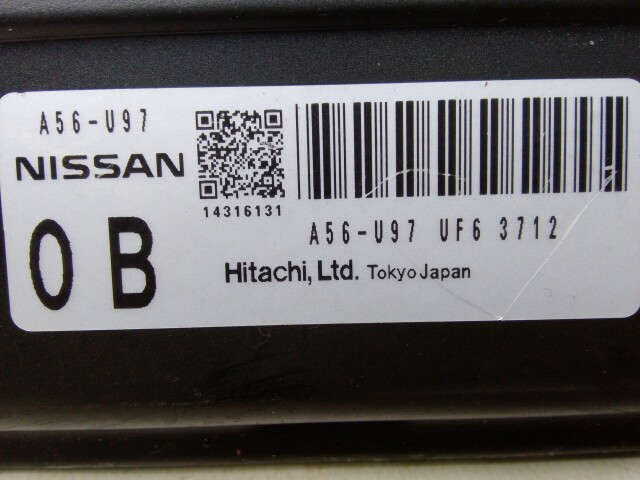 A56-U97
NISSAN
0 B
14316131
A56-U97 UF6 3712
Hitachi, Ltd. Tokyo Japan